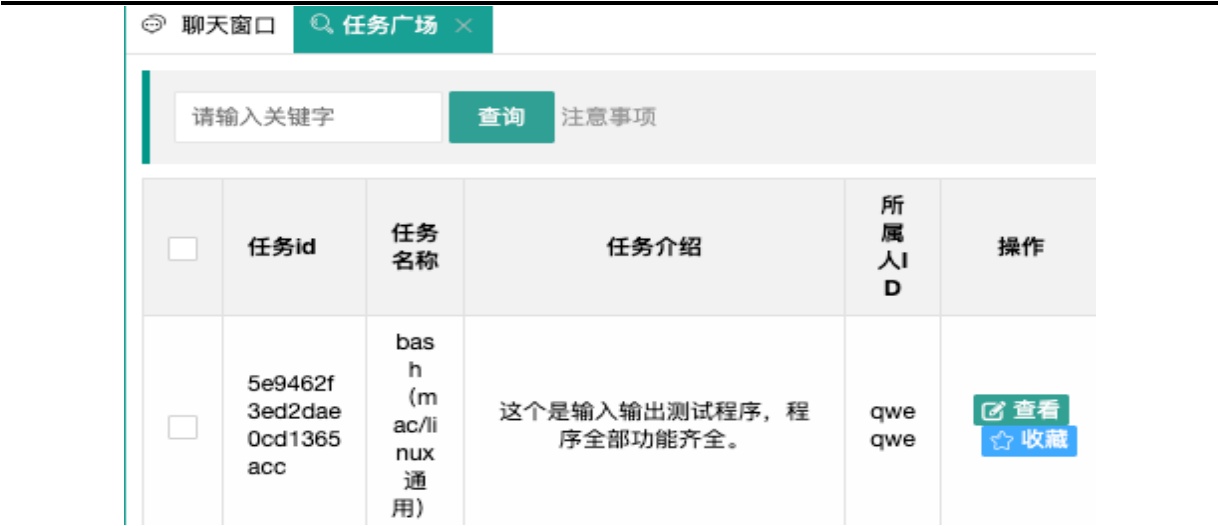 聊天窗口 任务广场
请输入关键字 查询 注意事项
任务id
任务
名称
任务介绍
所
属
人I
D
操作
5e9462f
3ed2dae
0cd1365
acc
bas
h
（m
ac/li
nux
通
用）
这个是输入输出测试程序，程
序全部功能齐全。
qwe
qwe
查看
收藏